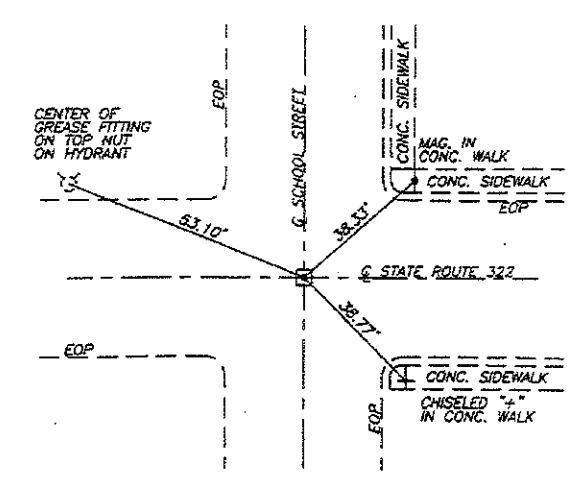 EOP
CONC. SIDEWALK
CENTER OF
GREASE FITTING
ON TOP NUT
ON HYDRANT
℄ SCHOOL STREET
MAG. IN
CONC. WALK
CONC. SIDEWALK
EOP
53.10'
38.33'
℄ STATE ROUTE 322
38.77'
EOP
CONC. SIDEWALK
CHISELED "+"
IN CONC. WALK
EOP